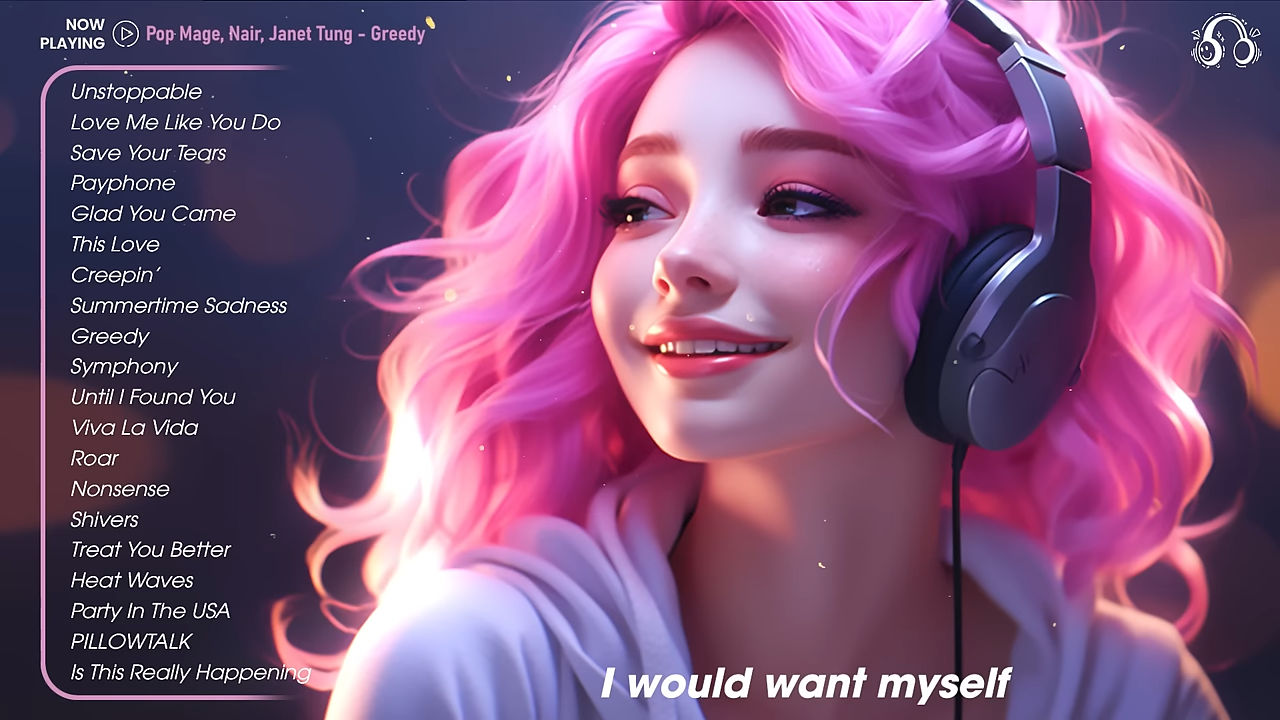 NOW
PLAYING
Pop Mage, Nair, Janet Tung - Greedy
Unstoppable
Love Me Like You Do
Save Your Tears
Payphone
Glad You Came
This Love
Creepin'
Summertime Sadness
Greedy
Symphony
Until I Found You
Viva La Vida
Roar
Nonsense
Shivers
Treat You Better
Heat Waves
Party In The USA
PILLOWTALK
Is This Really Happening
I would want myself